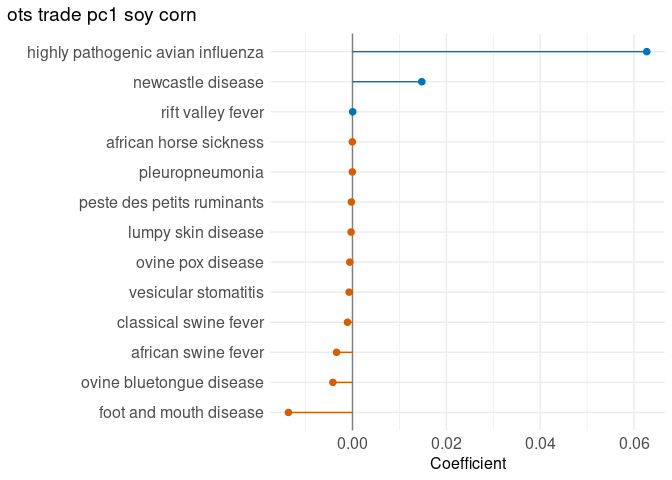 ots trade pc1 soy corn
highly pathogenic avian influenza
newcastle disease
rift valley fever
african horse sickness
pleuropneumonia
peste des petits ruminants
lumpy skin disease
ovine pox disease
vesicular stomatitis
classical swine fever
african swine fever
ovine bluetongue disease
foot and mouth disease
0.00 0.02 0.04 0.06
Coefficient